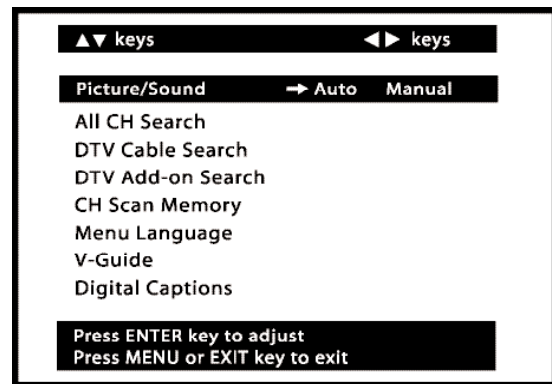 ▲▼ keys ◀▶ keys
Picture/Sound ➞ Auto Manual
All CH Search
DTV Cable Search
DTV Add-on Search
CH Scan Memory
Menu Language
V-Guide
Digital Captions
Press ENTER key to adjust
Press MENU or EXIT key to exit